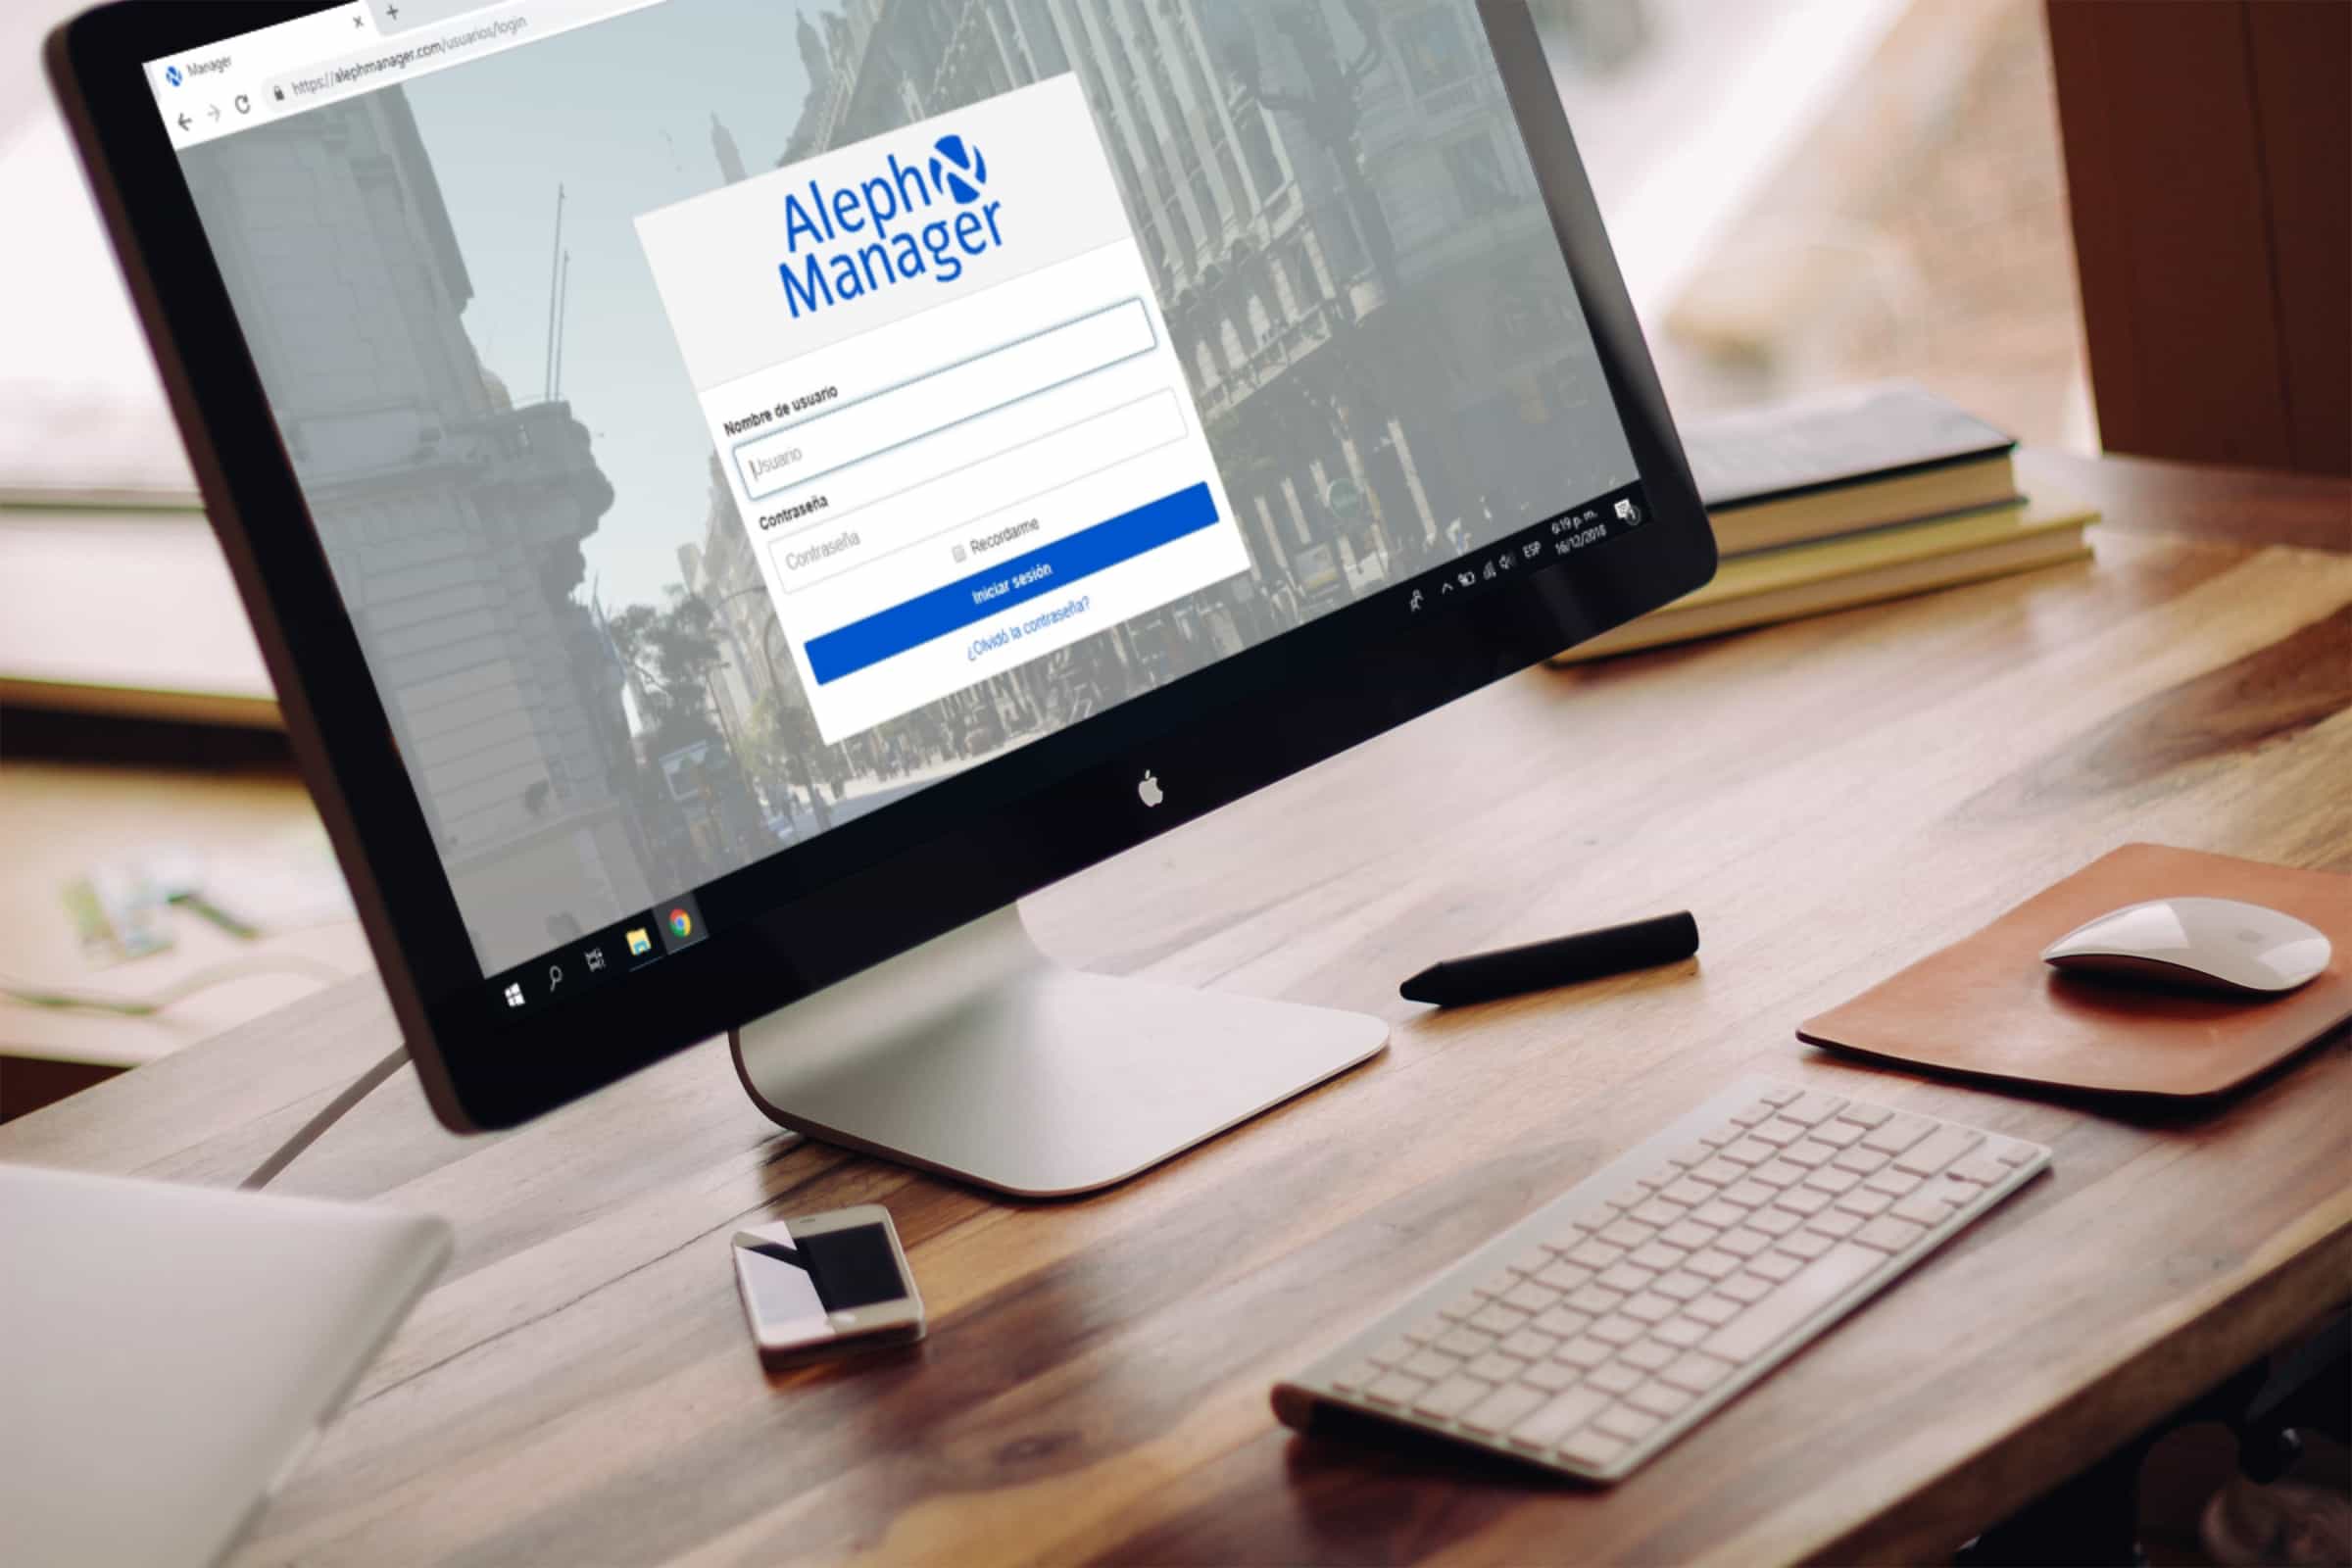 Manager
https://alephmanager.com/usuarios/login
Aleph
Manager
Nombre de usuario
Usuario
Contraseña
Contraseña
Recordarme
Iniciar sesión
¿Olvidó la contraseña?
ESP
6:19 p. m.
16/12/2018